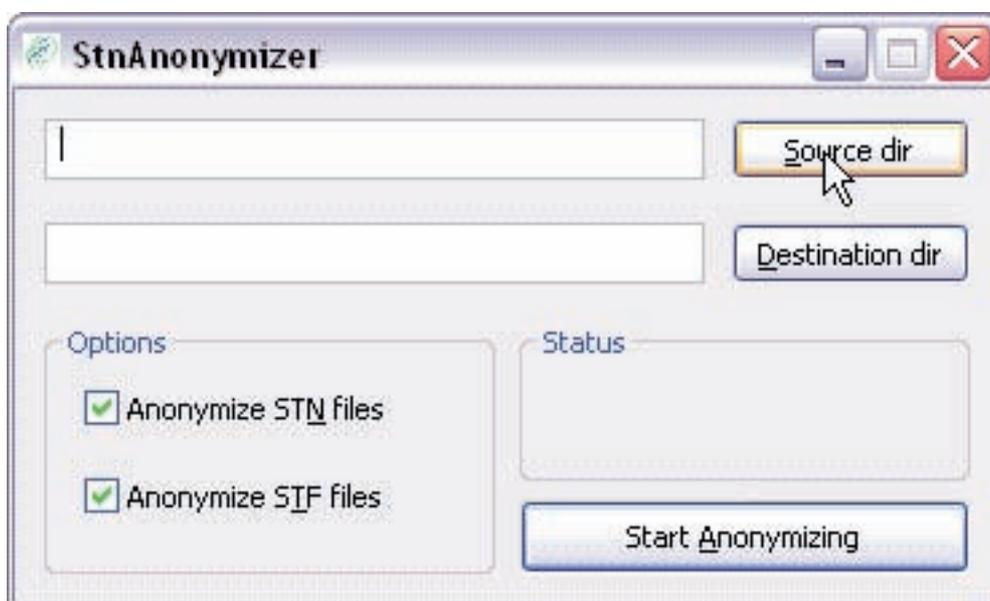 StnAnonymizer
Source dir
Destination dir
Options
Status
Anonymize STN files
Anonymize STF files
Start Anonymizing